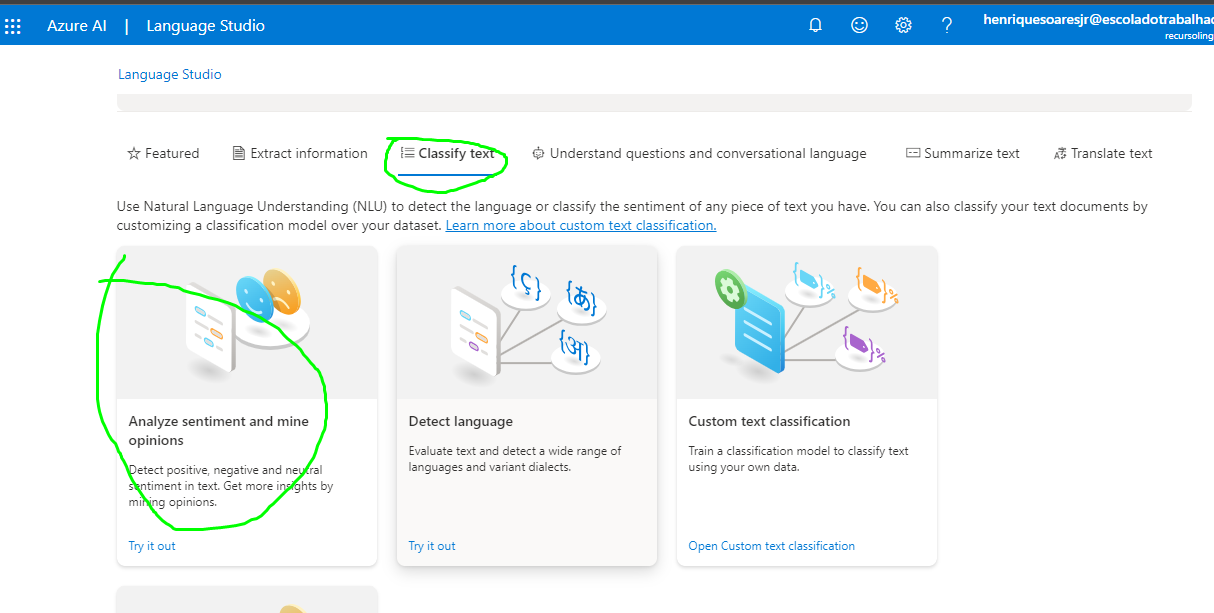 Azure AI | Language Studio
henriquesoaresjr@escoladotrabalha
recursoling
Language Studio
Featured Extract information Classify text Understand questions and conversational language Summarize text Translate text
Use Natural Language Understanding (NLU) to detect the language or classify the sentiment of any piece of text you have. You can also classify your text documents by
customizing a classification model over your dataset. Learn more about custom text classification.
{ç} {あ} {अ}
% % %
Analyze sentiment and mine
opinions
Detect positive, negative and neutral
sentiment in text. Get more insights by
mining opinions.
Try it out
Detect language
Evaluate text and detect a wide range of
languages and variant dialects.
Try it out
Custom text classification
Train a classification model to classify text
using your own data.
Open Custom text classification